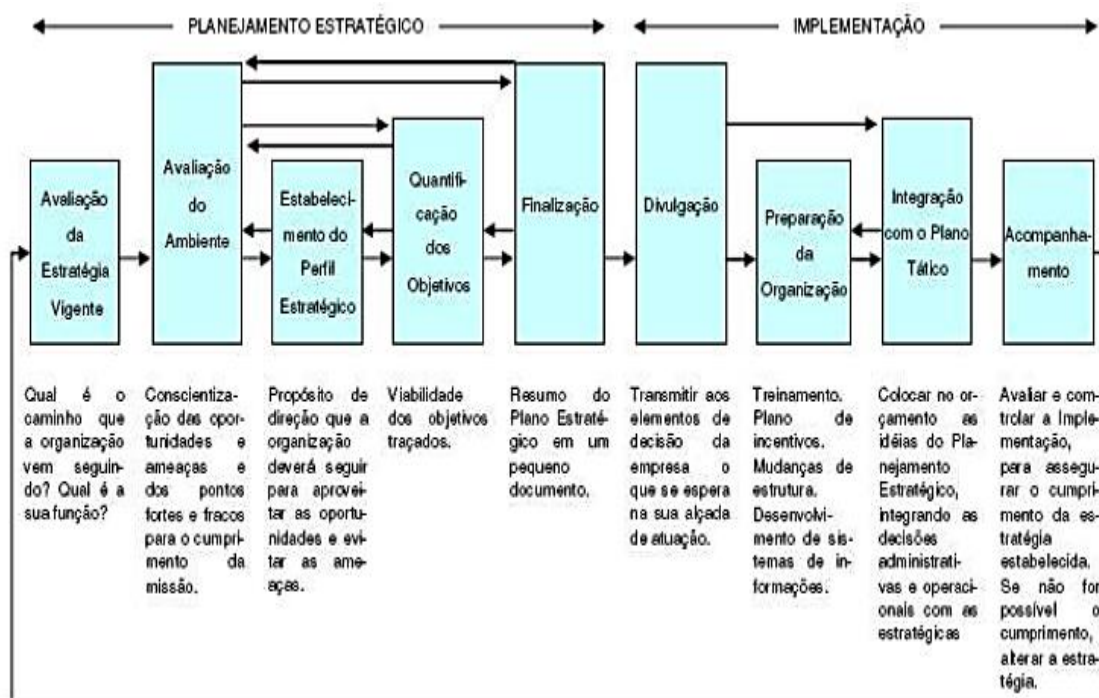 PLANEJAMENTO ESTRATÉGICO
IMPLEMENTAÇÃO
Avaliação
da
Estratégia
Vigente
Avaliação
do
Ambiente
Estabeleci-
mento do
Perfil
Estratégico
Quantifi-
cação
dos
Objetivos
Finalização
Divulgação
Preparação
da
Organização
Integração
com o Plano
Tático
Acompanha-
mento
Qual é o
caminho que
a organização
vem seguin-
do? Qual é a
sua função?
Conscientiza-
ção das opor-
tunidades e
ameaças e
dos pontos
fortes e fracos
para o cumpri-
mento da
missão.
Propósito de
direção que a
organização
deverá seguir
para aprovei-
tar as oportu-
nidades e evi-
tar as ame-
aças.
Viabilidade
dos objetivos
traçados.
Resumo do
Plano Estraté-
gico em um
pequeno
documento.
Transmitir aos
elementos de
decisão da
empresa o
que se espera
na sua alçada
de atuação.
Treinamento.
Plano de
incentivos.
Mudanças de
estrutura.
Desenvolvi-
mento de sis-
temas de in-
formações.
Colocar no or-
çamento as
idéias do Pla-
nejamento
Estratégico,
integrando as
decisões
administrati-
vas e operaci-
onais com as
estratégicas
Avaliar e con-
trolar a Imple-
mentação,
para assegu-
rar o cumpri-
mento da es-
tratégia
estabelecida.
Se não for
possível o
cumprimento,
alterar a estra-
tégia.